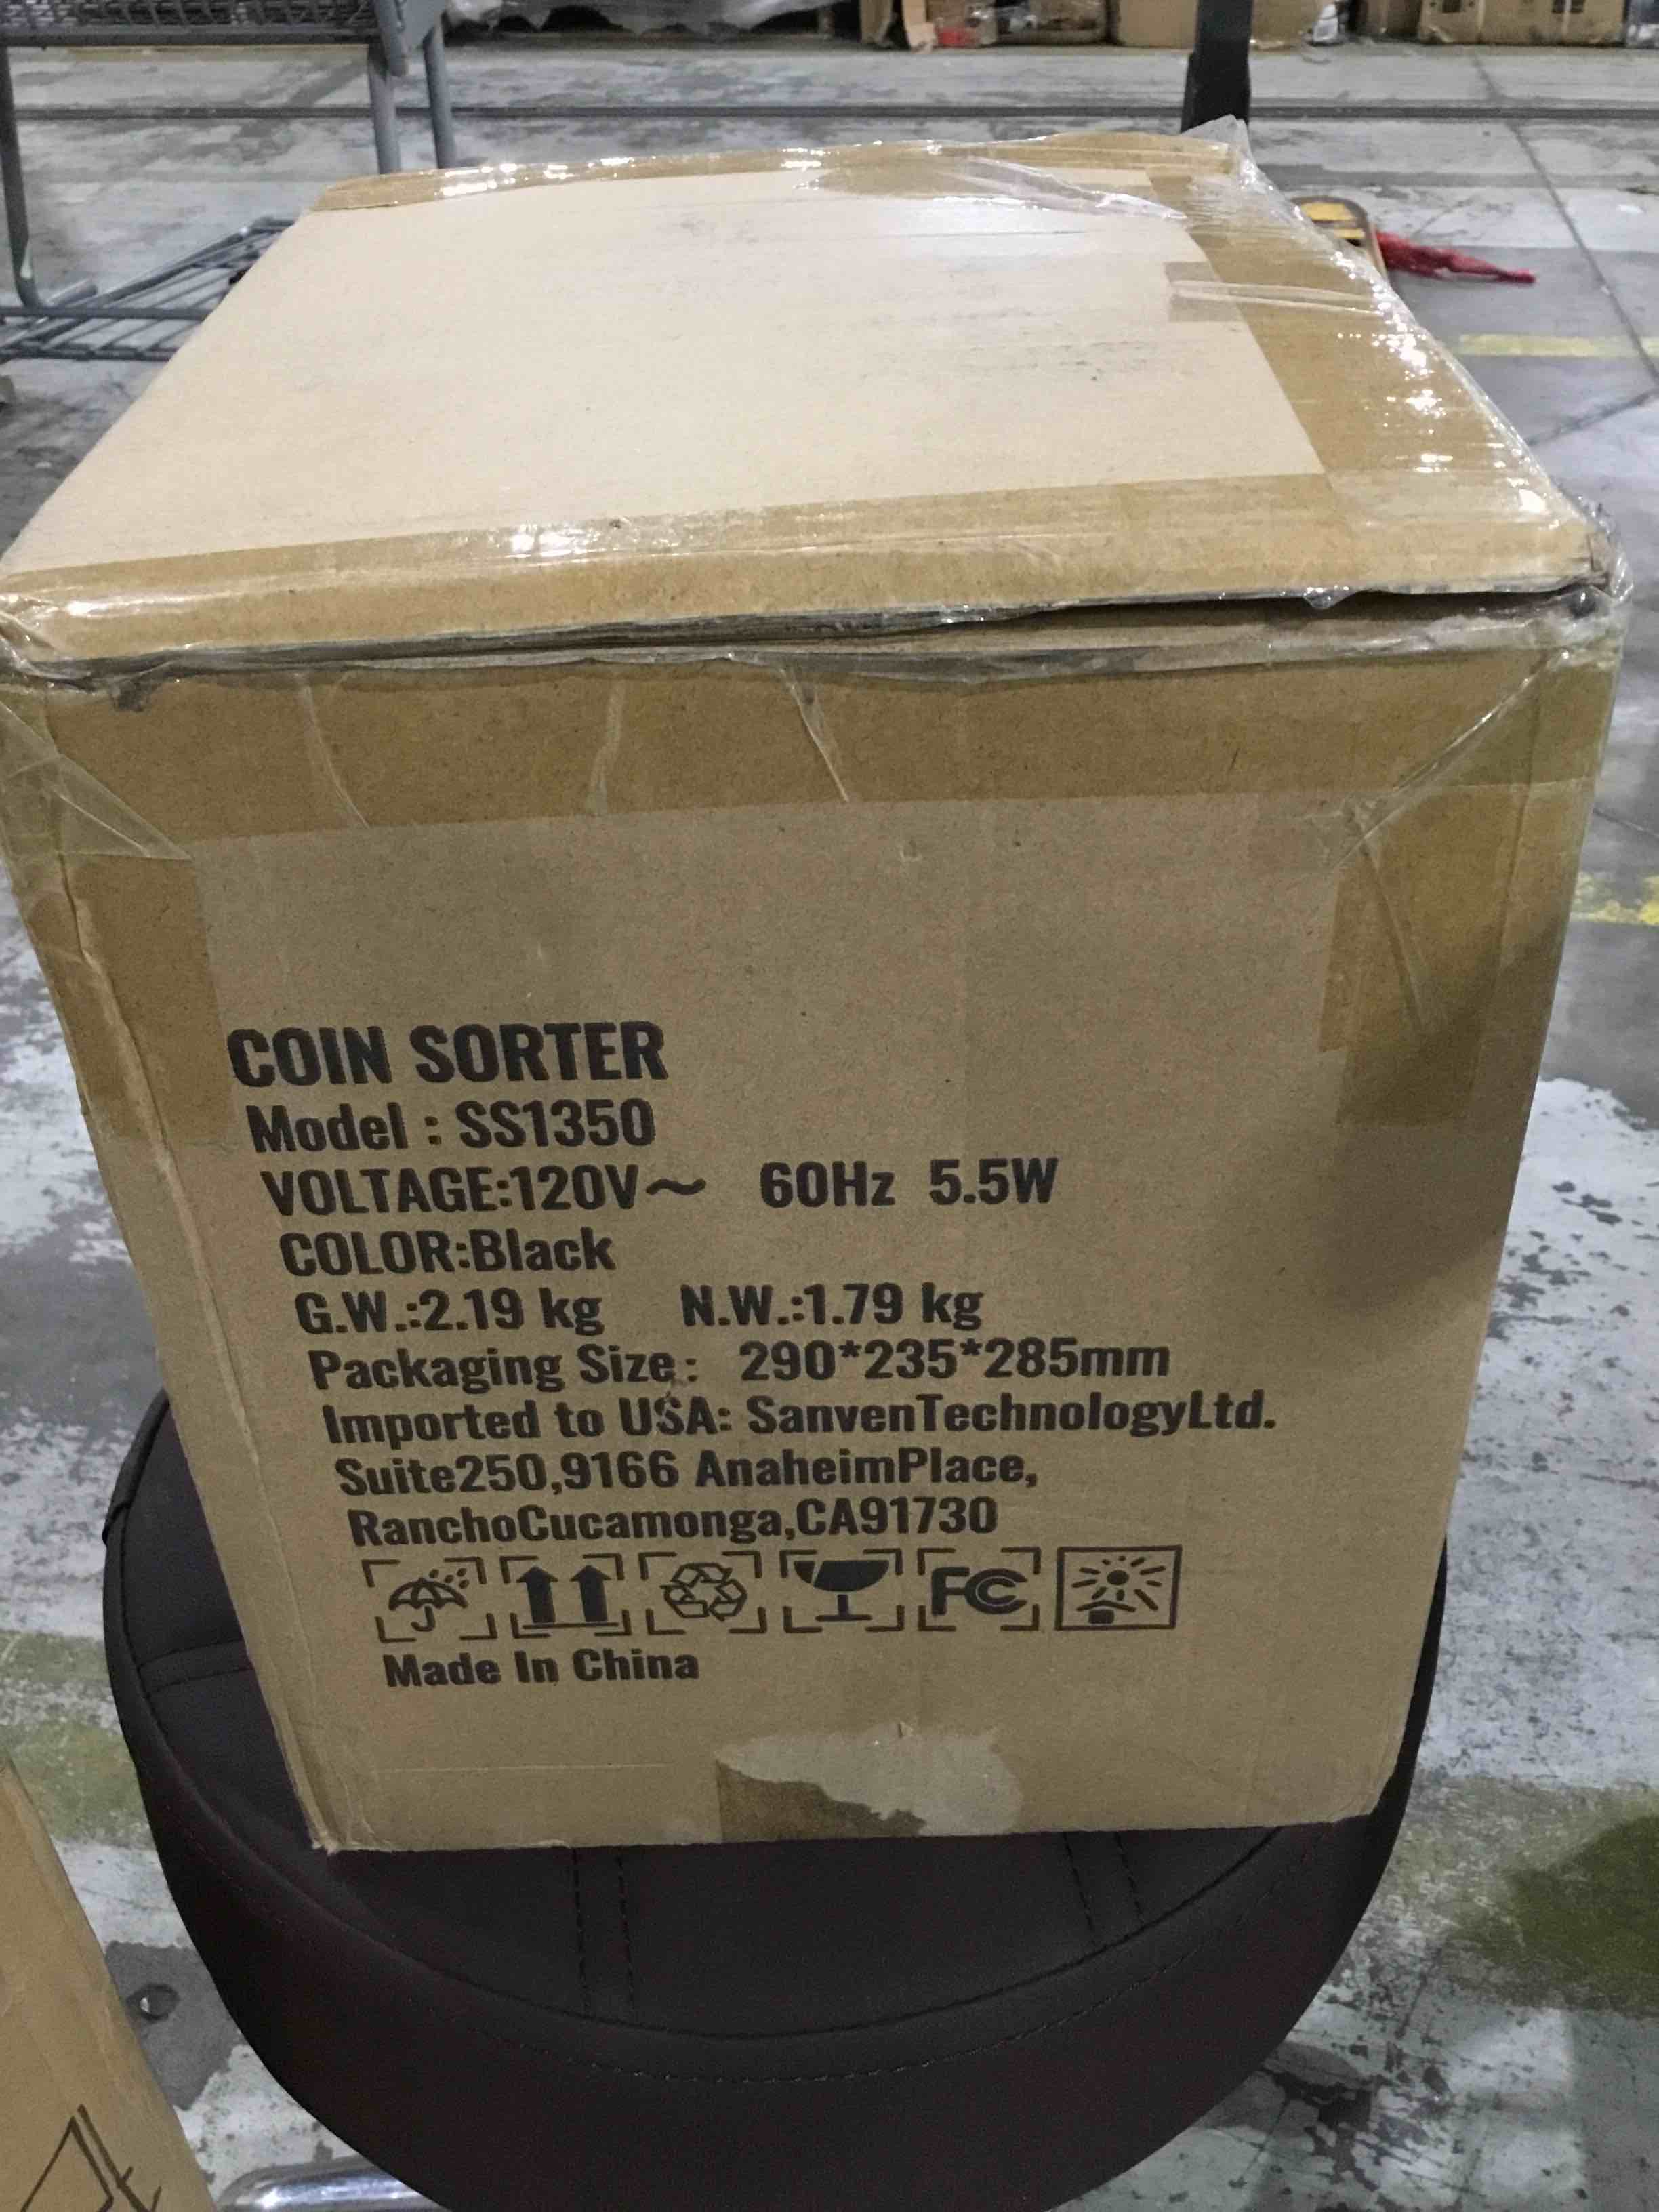 COIN SORTER
Model : SS1350
VOLTAGE:120V～ 60Hz 5.5W
COLOR:Black
G.W.:2.19 kg N.W.:1.79 kg
Packaging Size: 290*235*285mm
Imported to USA: SanvenTechnologyLtd.
Suite250,9166 AnaheimPlace,
RanchoCucamonga,CA91730
FC
Made In China